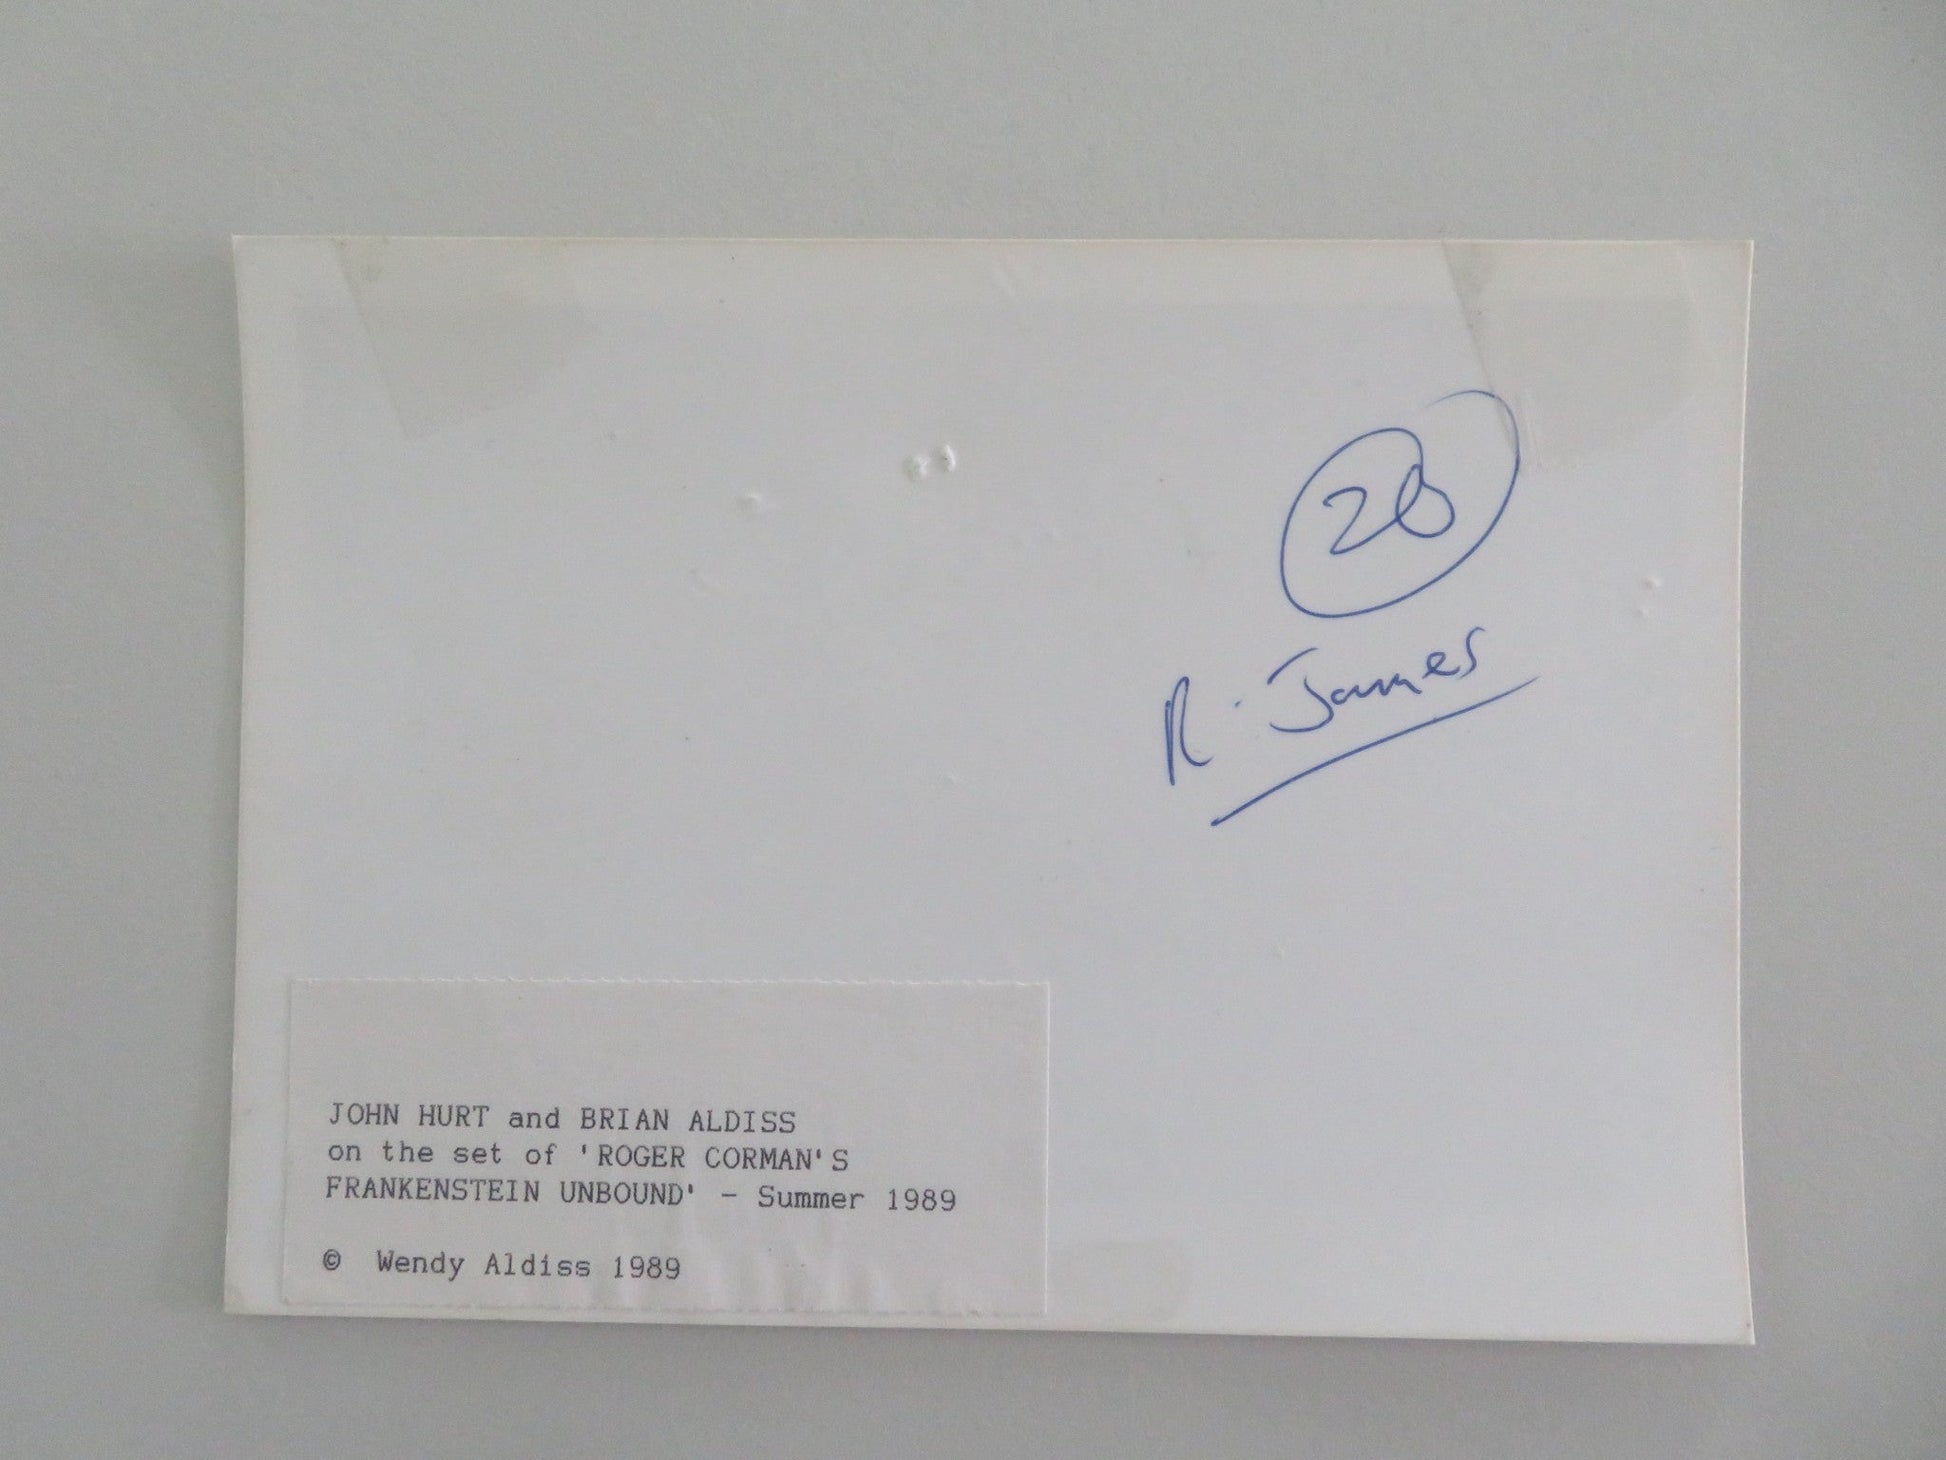 28
R. James
JOHN HURT and BRIAN ALDISS
on the set of 'ROGER CORMAN'S
FRANKENSTEIN UNBOUND' - Summer 1989
© Wendy Aldiss 1989